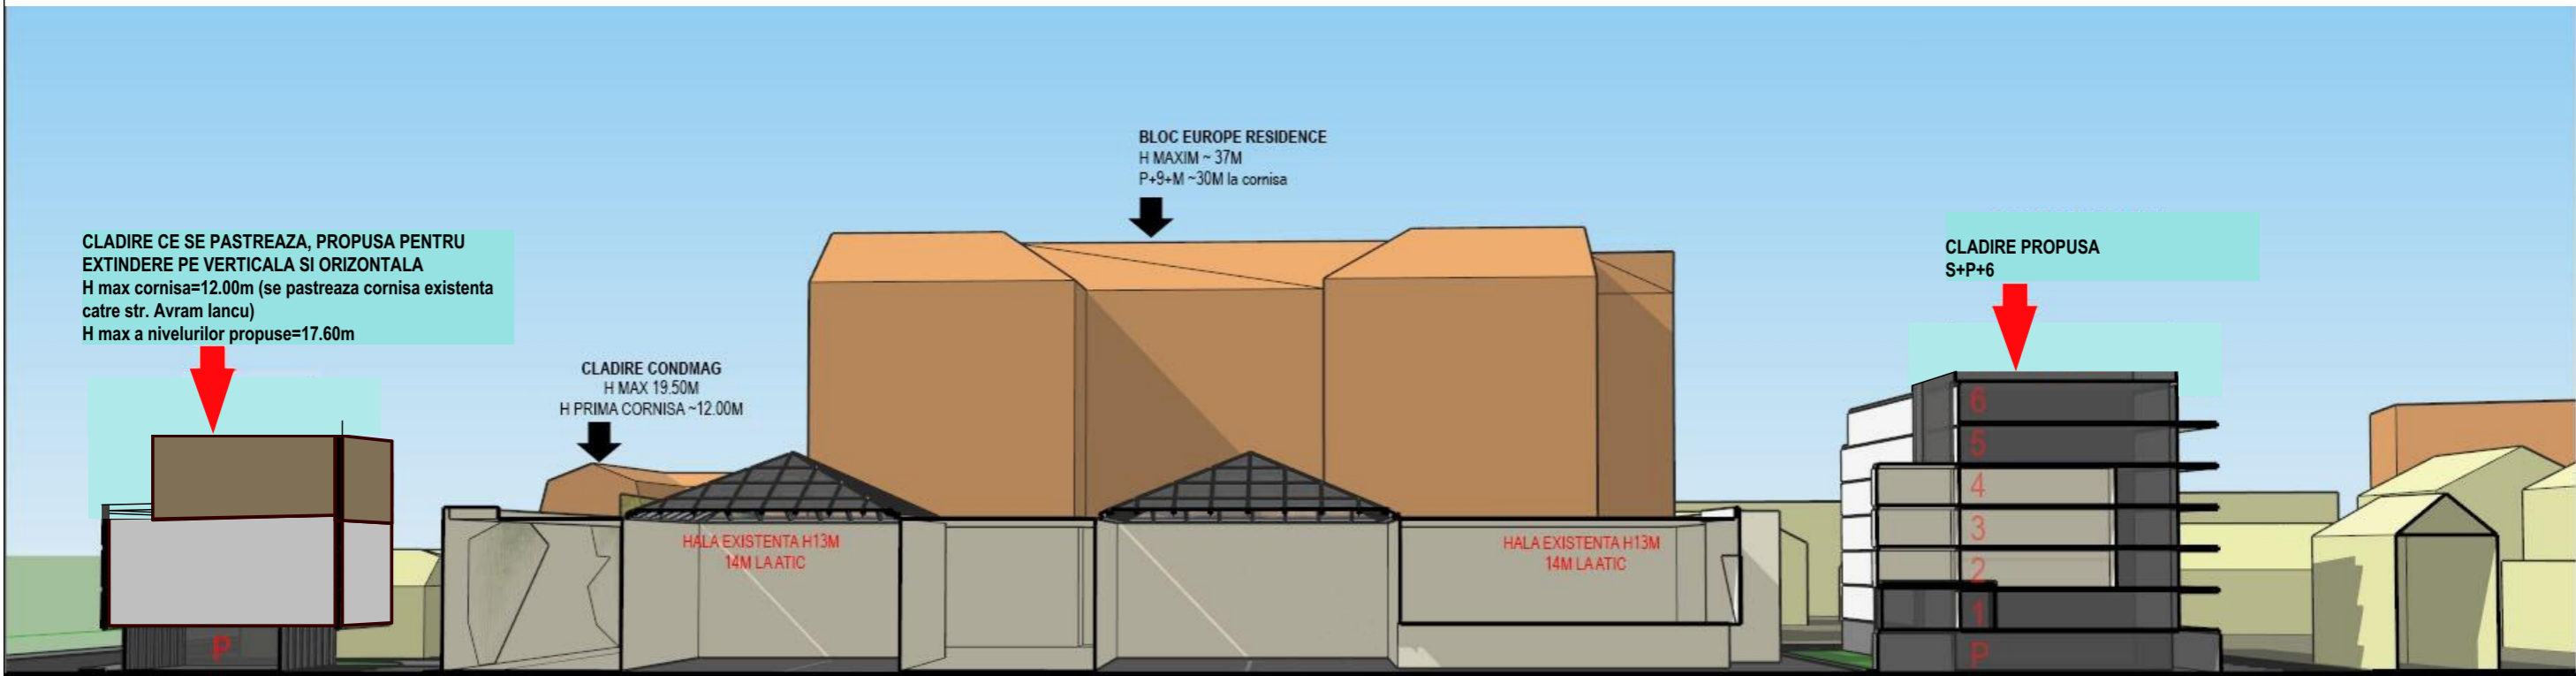 BLOC EUROPE RESIDENCE
H MAXIM ~ 37M
P+9+M ~30M la cornisa
CLADIRE CE SE PASTREAZA, PROPUSA PENTRU
EXTINDERE PE VERTICALA SI ORIZONTALA
H max cornisa=12.00m (se pastreaza cornisa existenta
catre str. Avram Iancu)
H max a nivelurilor propuse=17.60m
CLADIRE PROPUSA
S+P+6
CLADIRE CONDMAG
H MAX 19.50M
H PRIMA CORNISA ~12.00M
HALA EXISTENTA H13M
14M LA ATIC
HALA EXISTENTA H13M
14M LA ATIC
6
5
4
3
2
1
P
P